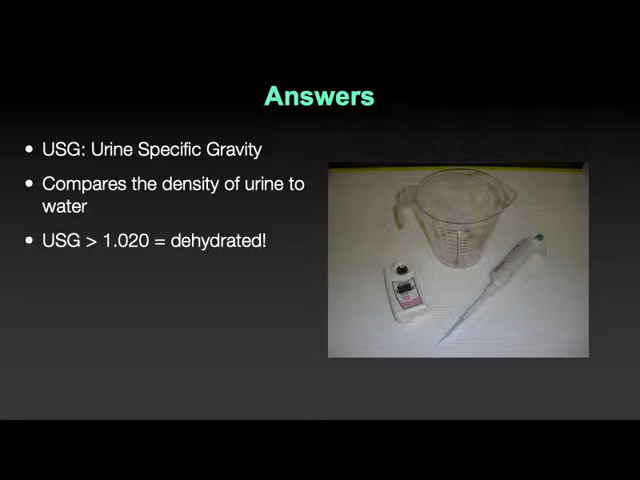 Answers
USG: Urine Specific Gravity
Compares the density of urine to
water
USG > 1.020 = dehydrated!